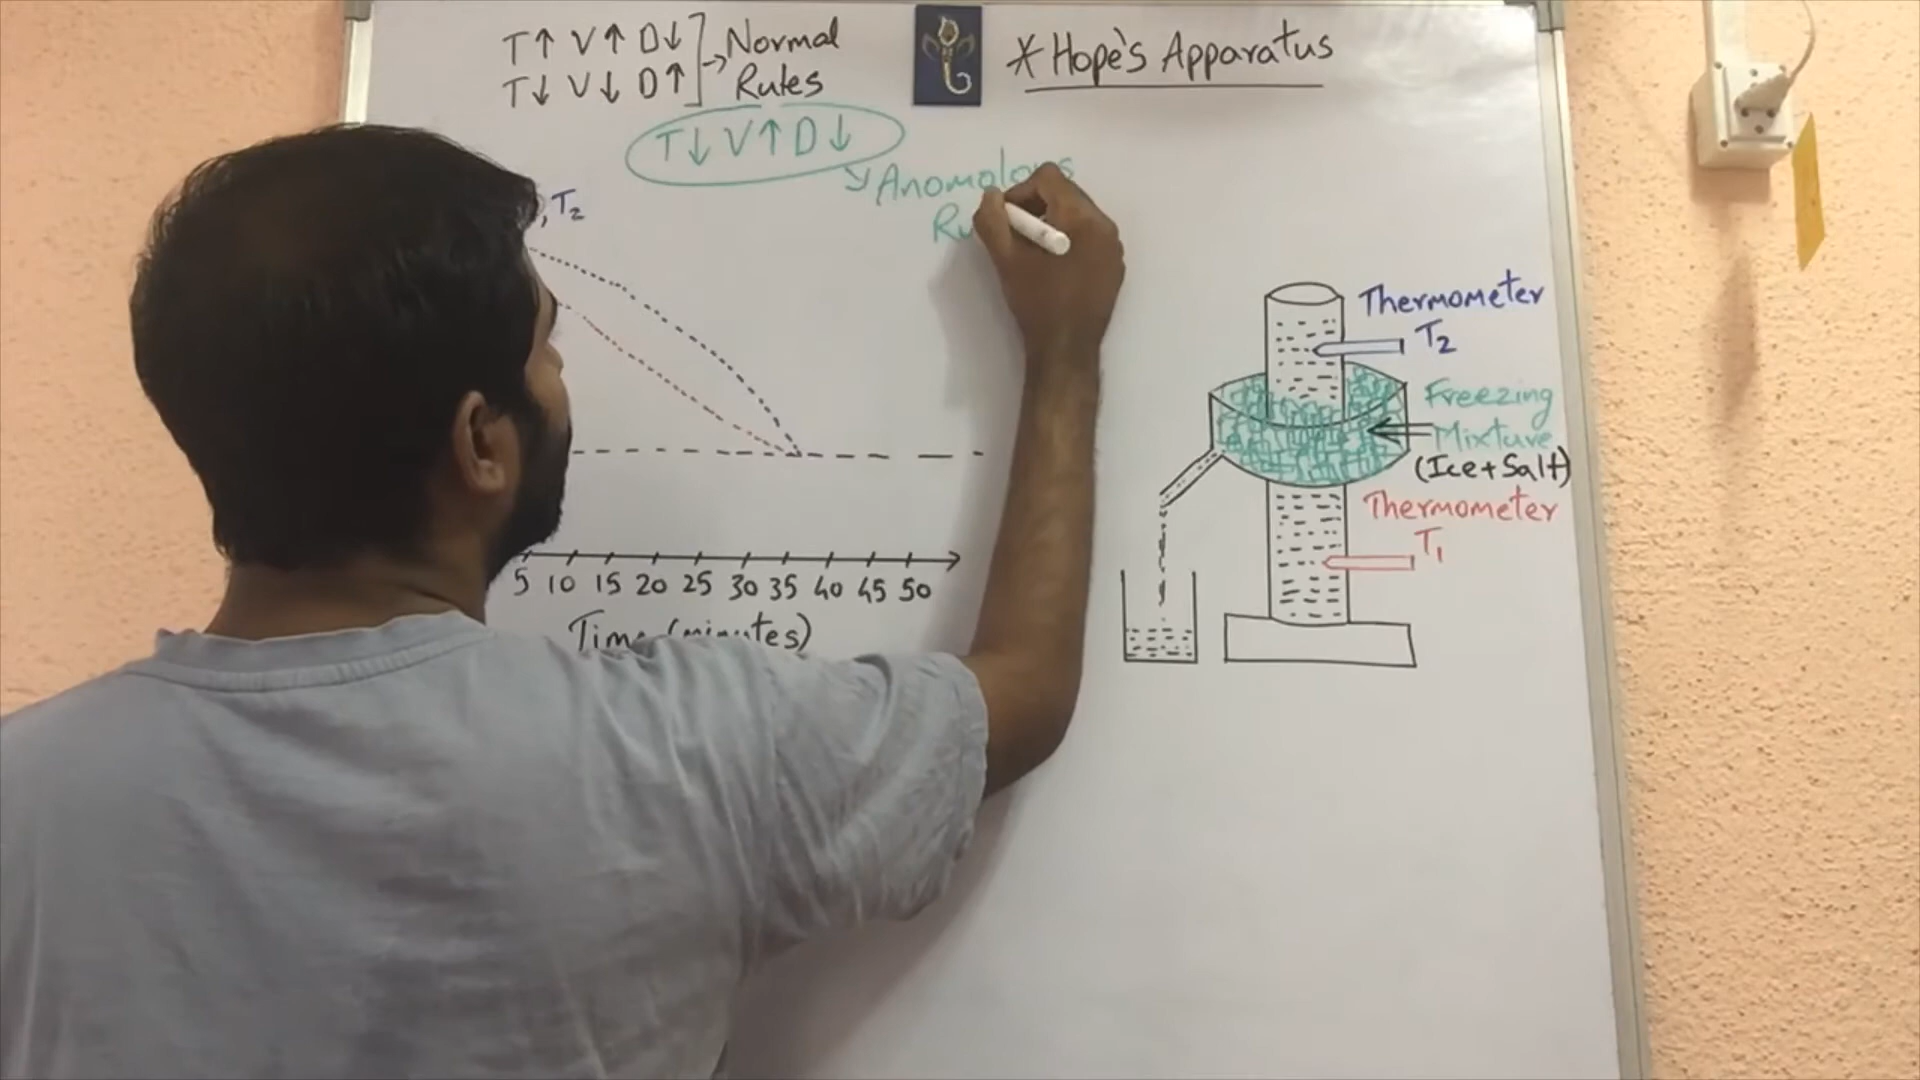 T↑ V↑ D↓
T↓ V↓ D↑
→ Normal
Rules
* Hope's Apparatus
T↓ V↑ D↓
Anomolous
, T₂
Thermometer
T₂
Freezing
Mixture
(Ice + Salt)
Thermometer
T₁
5 10 15 20 25 30 35 40 45 50
Time (minutes)